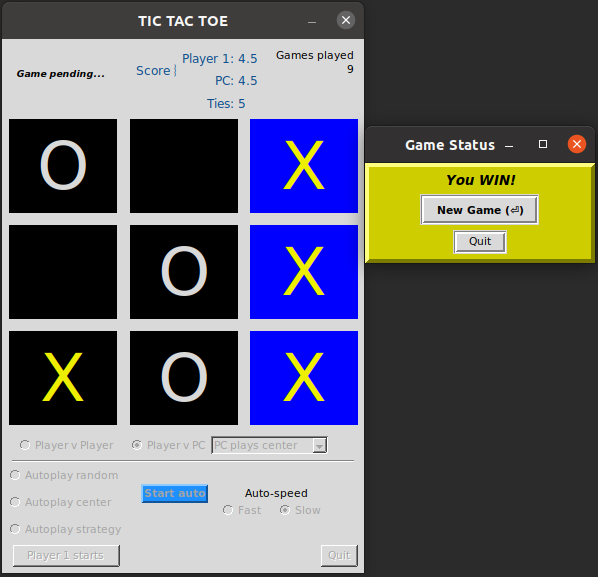 TIC TAC TOE
Game pending...
Score
Player 1: 4.5
PC: 4.5
Ties: 5
Games played
9
O X
O X
X O X
Player v Player
Player v PC
PC plays center
Autoplay random
Autoplay center
Autoplay strategy
Start auto
Auto-speed
Fast
Slow
Player 1 starts
Quit
Game Status
You WIN!
New Game (⏎)
Quit